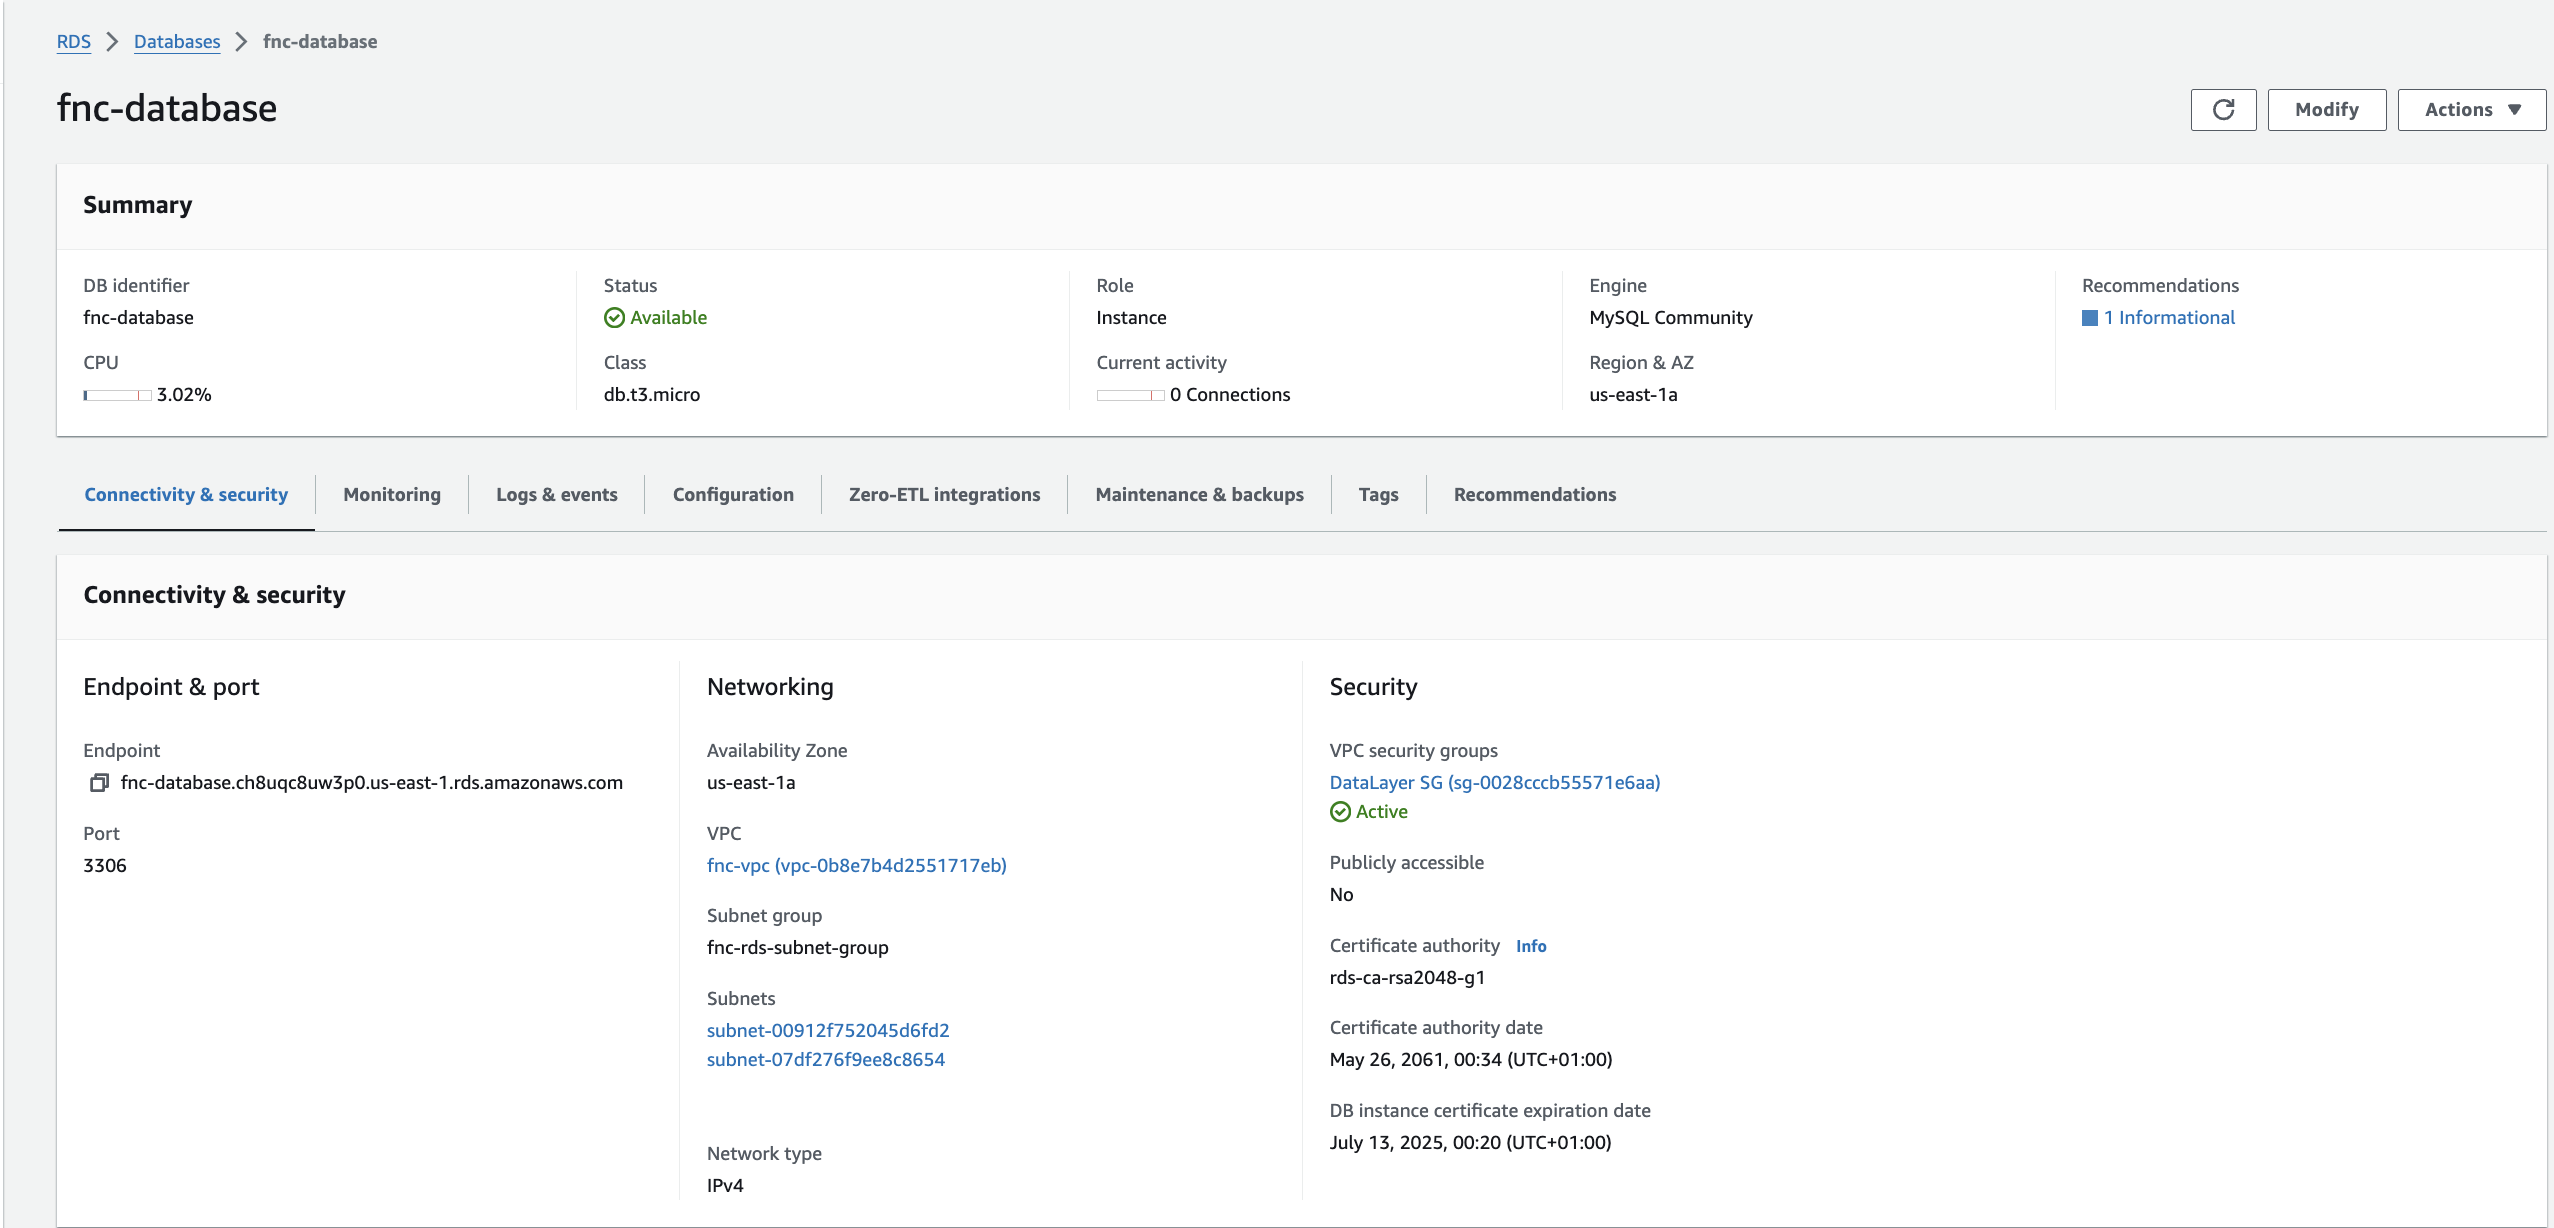 RDS > Databases > fnc-database
fnc-database
Modify
Actions
Summary
DB identifier
fnc-database
Status
Available
Role
Instance
Engine
MySQL Community
Recommendations
1 Informational
CPU
3.02%
Class
db.t3.micro
Current activity
0 Connections
Region & AZ
us-east-1a
Connectivity & security
Monitoring
Logs & events
Configuration
Zero-ETL integrations
Maintenance & backups
Tags
Recommendations
Connectivity & security
Endpoint & port
Endpoint
fnc-database.ch8uqc8uw3p0.us-east-1.rds.amazonaws.com
Port
3306
Networking
Availability Zone
us-east-1a
VPC
fnc-vpc (vpc-0b8e7b4d2551717eb)
Subnet group
fnc-rds-subnet-group
Subnets
subnet-00912f752045d6fd2
subnet-07df276f9ee8c8654
Network type
IPv4
Security
VPC security groups
DataLayer SG (sg-0028cccb55571e6aa)
Active
Publicly accessible
No
Certificate authority Info
rds-ca-rsa2048-g1
Certificate authority date
May 26, 2061, 00:34 (UTC+01:00)
DB instance certificate expiration date
July 13, 2025, 00:20 (UTC+01:00)